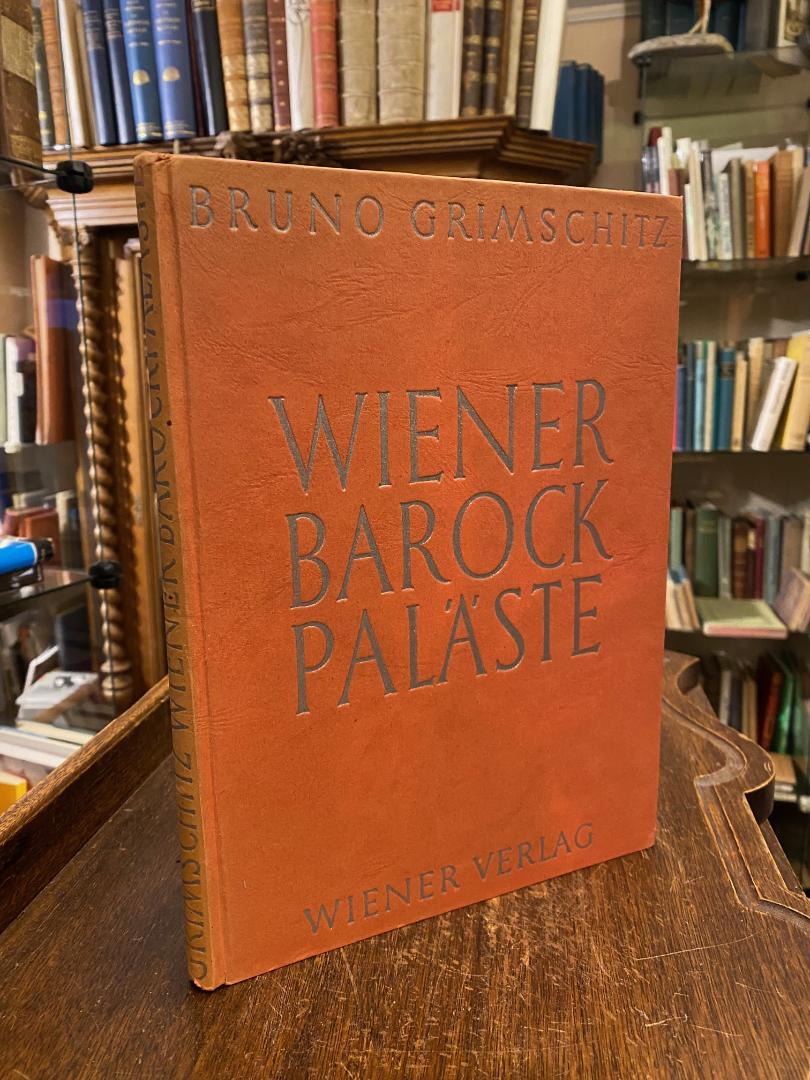 BRUNO GRIMSCHITZ
WIENER
BAROCK
PALÄSTE
WIENER VERLAG
GRIMSCHITZ WIENER BAROCKPALÄSTE